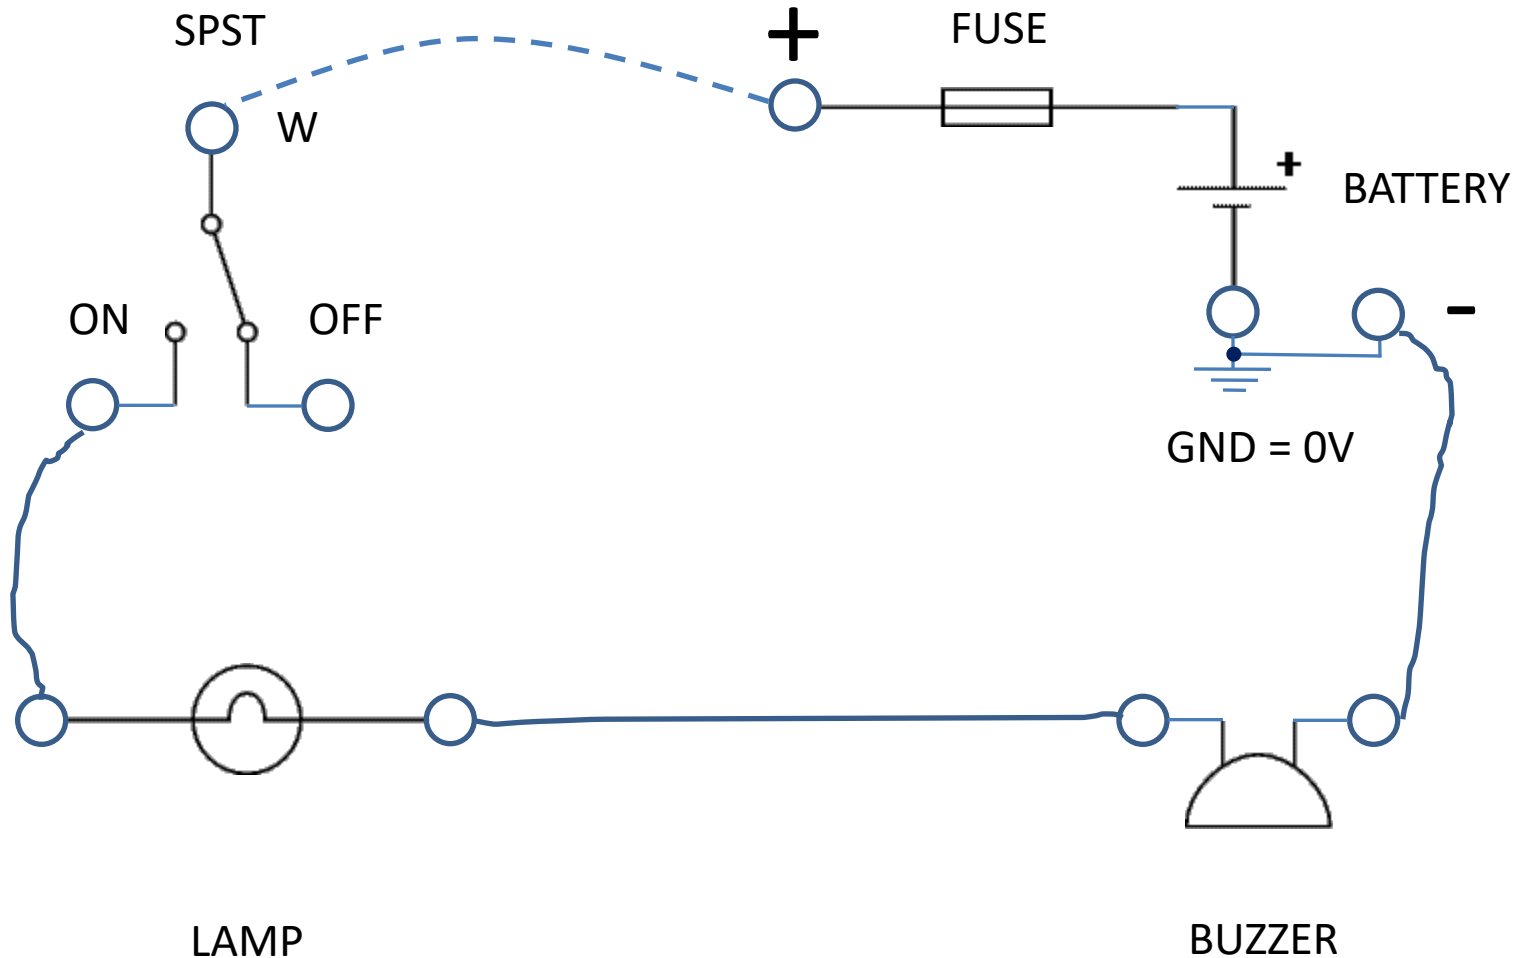 SPST
+
FUSE
W
+
BATTERY
ON
OFF
-
GND = 0V
LAMP
BUZZER